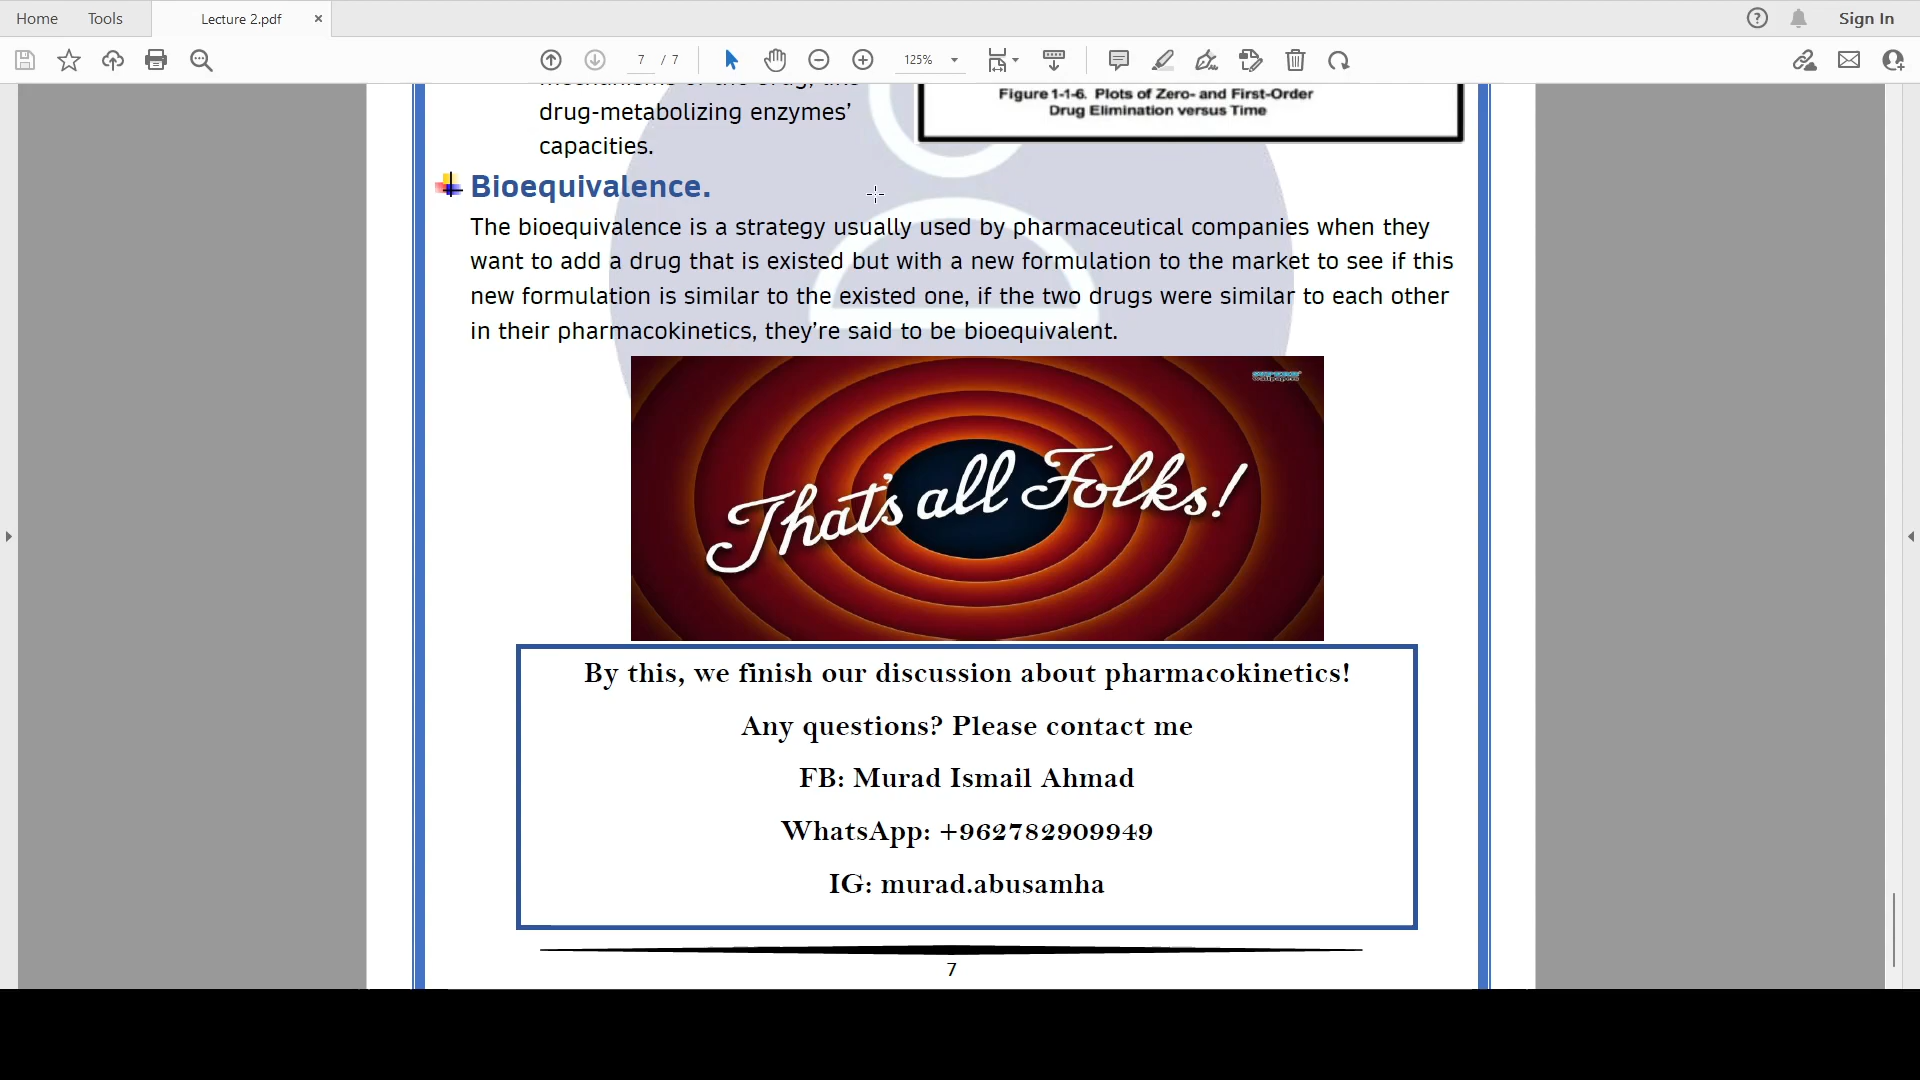 Home
Tools
Lecture 2.pdf
Sign In
7 / 7
125%
drug-metabolizing enzymes’
capacities.
Figure 1-1-6. Plots of Zero- and First-Order
Drug Elimination versus Time
Bioequivalence.
The bioequivalence is a strategy usually used by pharmaceutical companies when they
want to add a drug that is existed but with a new formulation to the market to see if this
new formulation is similar to the existed one, if the two drugs were similar to each other
in their pharmacokinetics, they’re said to be bioequivalent.
That's all Folks!
By this, we finish our discussion about pharmacokinetics!
Any questions? Please contact me
FB: Murad Ismail Ahmad
WhatsApp: +962782909949
IG: murad.abusamha
7